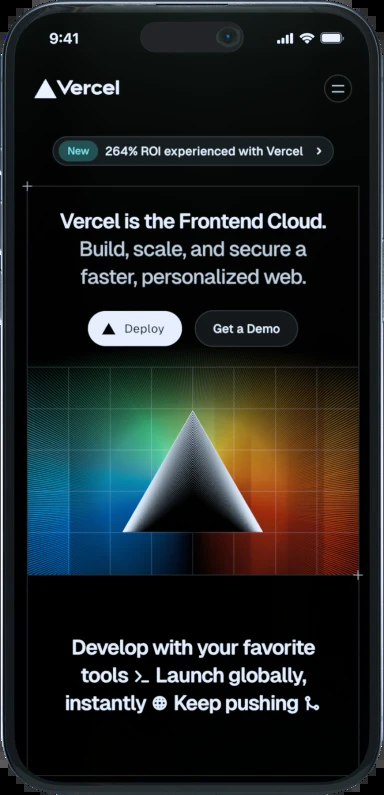 9:41
Vercel
New 264% ROI experienced with Vercel
Vercel is the Frontend Cloud.
Build, scale, and secure a
faster, personalized web.
Deploy Get a Demo
Develop with your favorite
tools Launch globally,
instantly Keep pushing